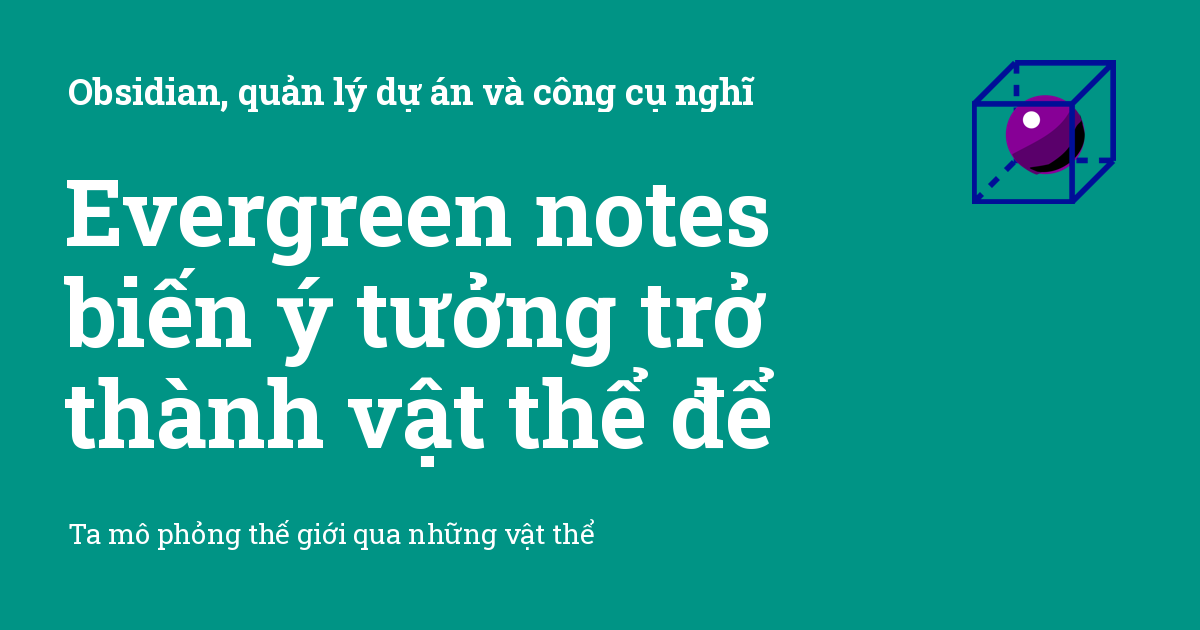 Obsidian, quản lý dự án và công cụ nghĩ
Evergreen notes
biến ý tưởng trở
thành vật thể để
Ta mô phỏng thế giới qua những vật thể